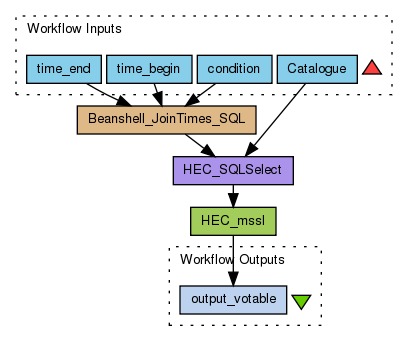 Workflow Inputs
time_end time_begin condition Catalogue
Beanshell_JoinTimes_SQL
HEC_SQLSelect
HEC_mssl
Workflow Outputs
output_votable